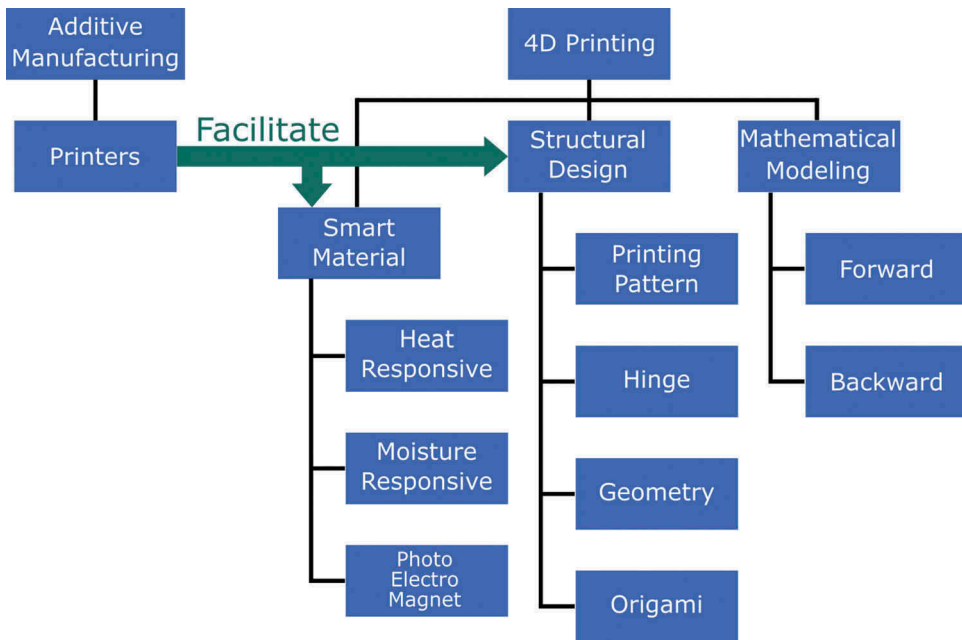 Additive
Manufacturing
4D Printing
Facilitate
Printers
Structural
Design
Mathematical
Modeling
Smart
Material
Printing
Pattern
Forward
Heat
Responsive
Hinge
Backward
Moisture
Responsive
Geometry
Photo
Electro
Magnet
Origami